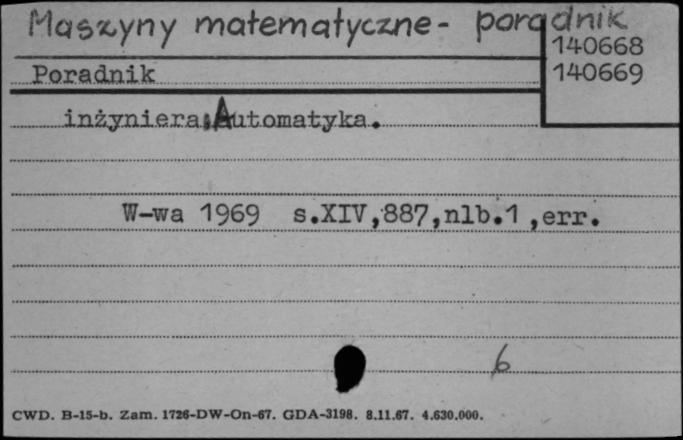 Maszyny matematyczne - poradnik
140668
Poradnik
140669
inżyniera. Automatyka.
W-wa 1969 s.XIV,887,nlb.1,err.
6
CWD. B-15-b. Zam. 1726-DW-On-67. GDA-3198. 8.11.67. 4.630.000.